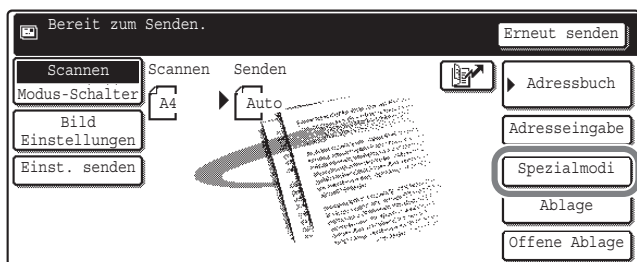 Bereit zum Senden.
Erneut senden
Scannen
Modus-Schalter
Scannen
Senden
A4
Auto
Bild
Einstellungen
Einst. senden
Adressbuch
Adresseingabe
Spezialmodi
Ablage
Offene Ablage